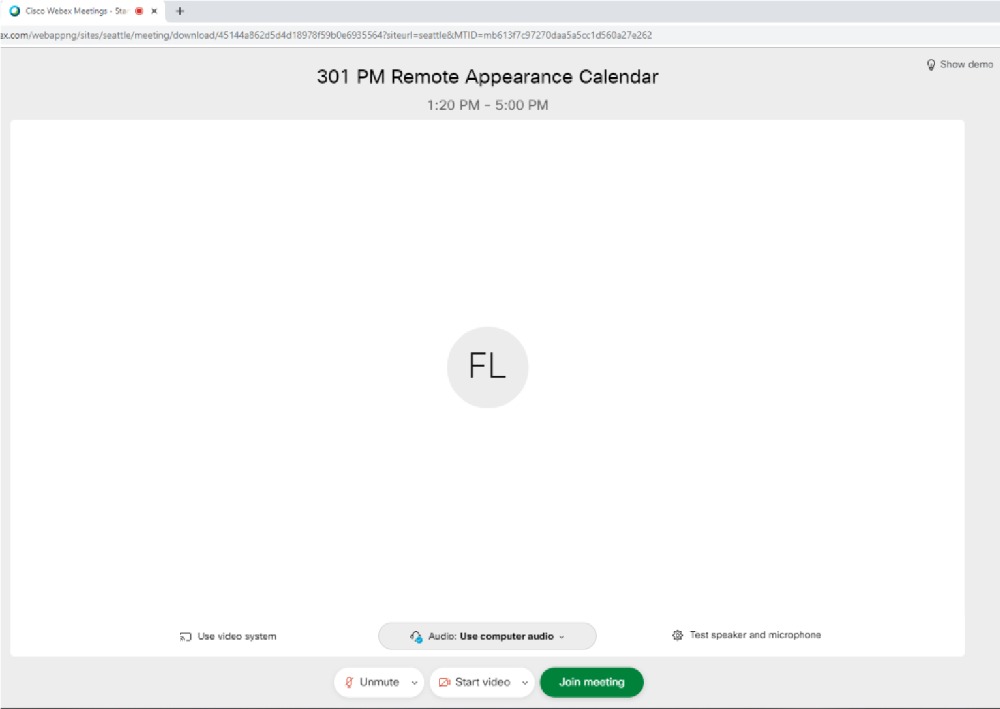 Cisco Webex Meetings - Star
ex.com/webappng/sites/seattle/meeting/download/45144a862d5d4d18978f59b0e6935564?siteurl=seattle&MTID=mb613f7c97270daa5a5cc1d560a27e262
Show demo
301 PM Remote Appearance Calendar
1:20 PM - 5:00 PM
FL
Use video system
Audio: Use computer audio
Test speaker and microphone
Unmute
Start video
Join meeting